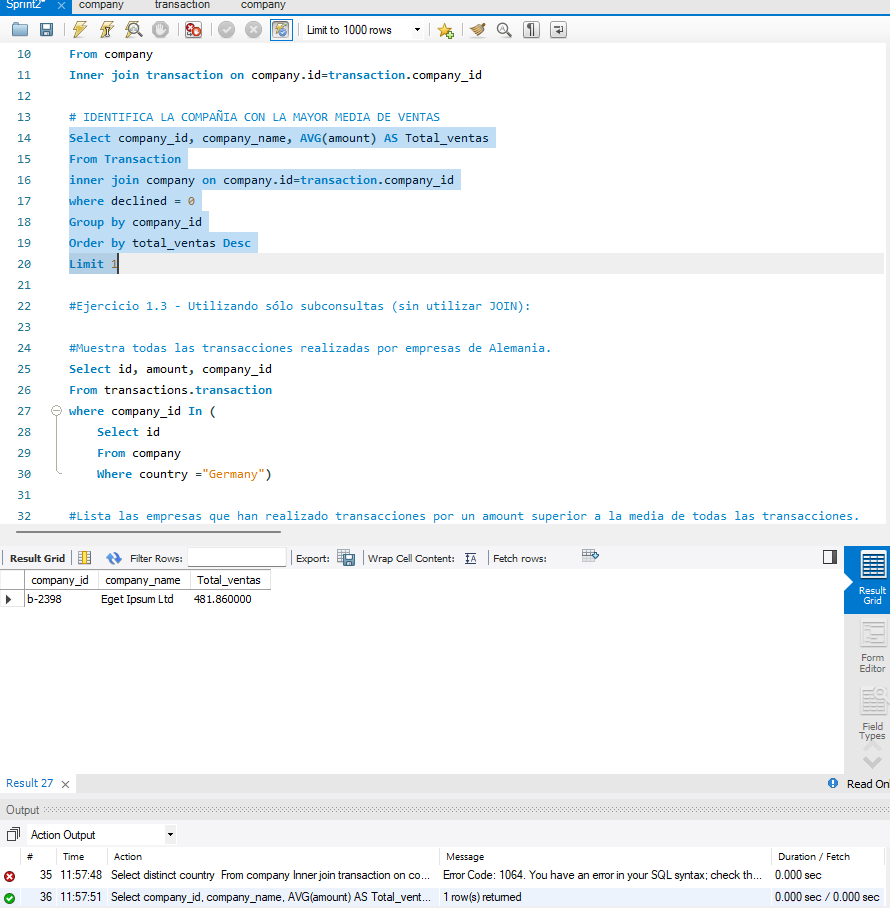 Sprint2* company transaction company
Limit to 1000 rows
10 From company
11 Inner join transaction on company.id=transaction.company_id
12
13 # IDENTIFICA LA COMPAÑIA CON LA MAYOR MEDIA DE VENTAS
14 Select company_id, company_name, AVG(amount) AS Total_ventas
15 From Transaction
16 inner join company on company.id=transaction.company_id
17 where declined = 0
18 Group by company_id
19 Order by total_ventas Desc
20 Limit 1
21
22 #Ejercicio 1.3 - Utilizando sólo subconsultas (sin utilizar JOIN):
23
24 #Muestra todas las transacciones realizadas por empresas de Alemania.
25 Select id, amount, company_id
26 From transactions.transaction
27 where company_id In (
28 Select id
29 From company
30 Where country ="Germany")
31
32 #Lista las empresas que han realizado transacciones por un amount superior a la media de todas las transacciones.
Result Grid Filter Rows: Export: Wrap Cell Content: Fetch rows:
company_id company_name Total_ventas
b-2398 Eget Ipsum Ltd 481.860000
Result
Grid
Form
Editor
Field
Types
Result 27 Read On
Output
Action Output
# Time Action Message Duration / Fetch
35 11:57:48 Select distinct country From company Inner join transaction on co... Error Code: 1064. You have an error in your SQL syntax; check th... 0.000 sec
36 11:57:51 Select company_id, company_name, AVG(amount) AS Total_vent... 1 row(s) returned 0.000 sec / 0.000 sec